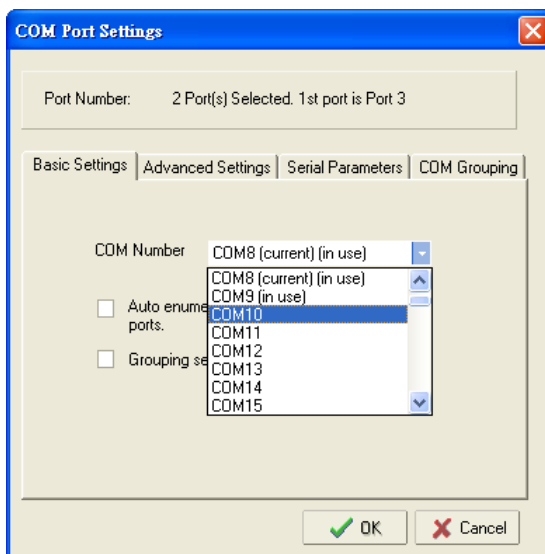 COM Port Settings
Port Number: 2 Port(s) Selected. 1st port is Port 3
Basic Settings Advanced Settings Serial Parameters COM Grouping
COM Number COM8 (current) (in use)
COM8 (current) (in use)
COM9 (in use)
Auto COM10
ports. COM11
COM12
Grouping COM13
COM14
COM15
OK Cancel